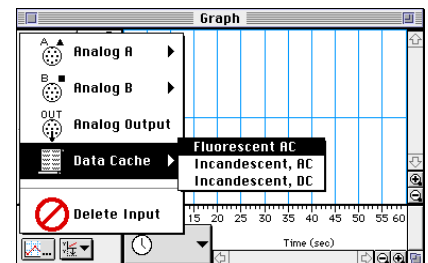 Graph
A
Analog A
B
Analog B
OUT
Analog Output
Data Cache
Fluorescent AC
Incandescent, AC
Incandescent, DC
Delete Input
15 20 25 30 35 40 45 50 55 60
Time (sec)